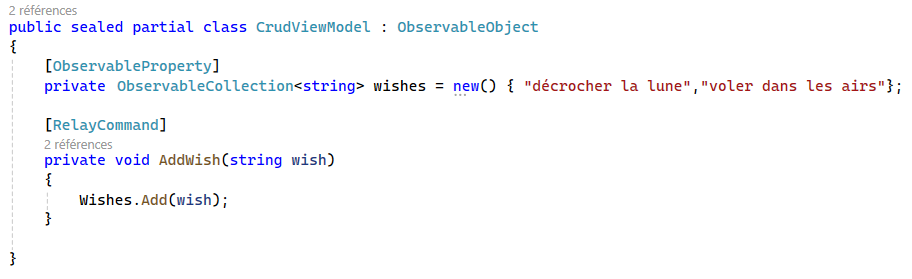 2 références
public sealed partial class CrudViewModel : ObservableObject
{
[ObservableProperty]
private ObservableCollection<string> wishes = new() { "décrocher la lune","voler dans les airs"};
[RelayCommand]
2 références
private void AddWish(string wish)
{
Wishes.Add(wish);
}
}